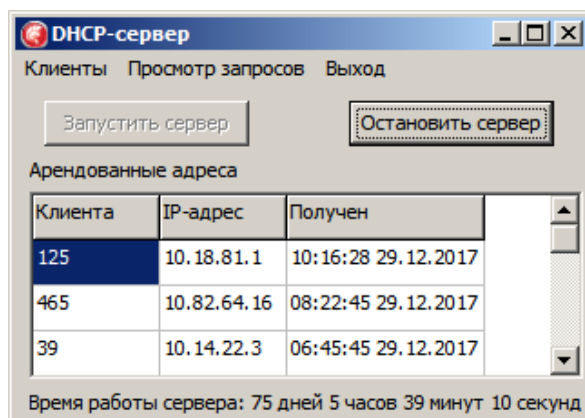 DHCP-сервер
Клиенты Просмотр запросов Выход
Запустить сервер Остановить сервер
Арендованные адреса
Клиента IP-адрес Получен
125 10.18.81.1 10:16:28 29.12.2017
465 10.82.64.16 08:22:45 29.12.2017
39 10.14.22.3 06:45:45 29.12.2017
Время работы сервера: 75 дней 5 часов 39 минут 10 секунд